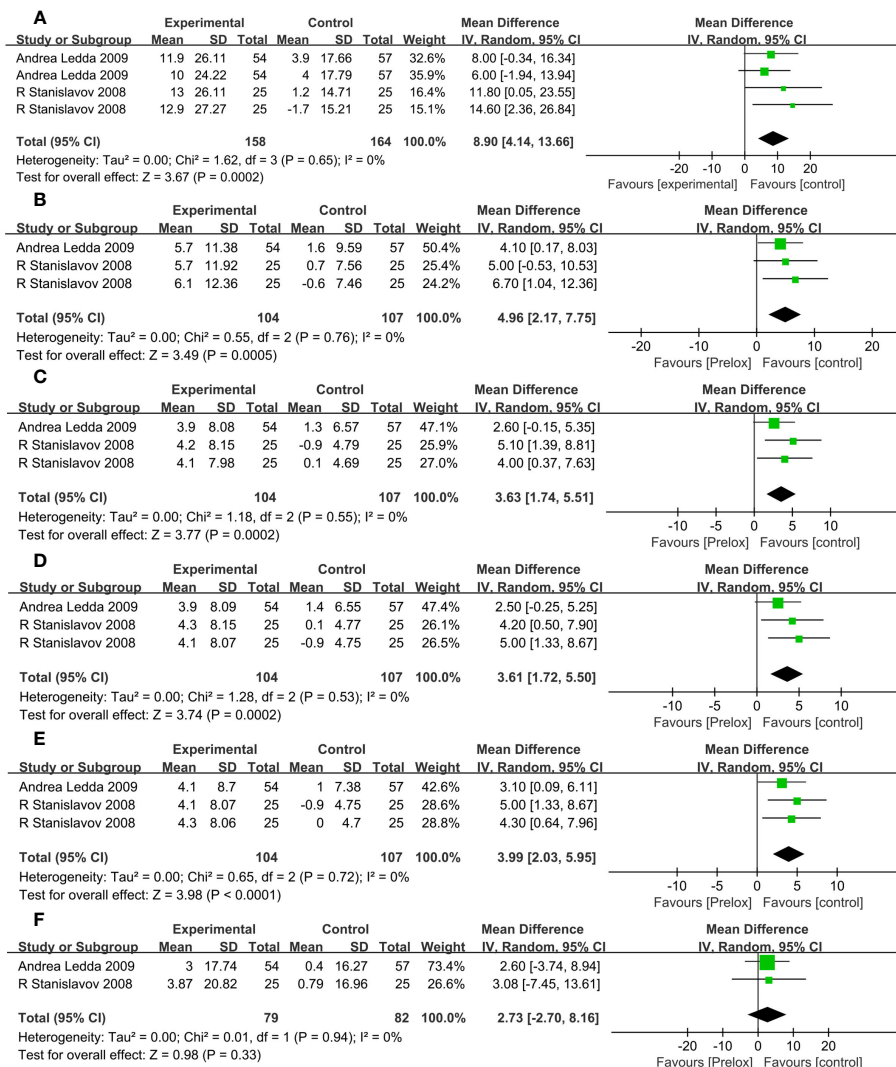 A
Experimental Control Mean Difference Mean Difference
Study or Subgroup Mean SD Total Mean SD Total Weight IV, Random, 95% CI IV, Random, 95% CI
Andrea Ledda 2009 11.9 26.11 54 3.9 17.66 57 32.6% 8.00 [-0.34, 16.34]
Andrea Ledda 2009 10 24.22 54 4 17.79 57 35.9% 6.00 [-1.94, 13.94]
R Stanislavov 2008 13 26.11 25 1.2 14.71 25 16.4% 11.80 [0.05, 23.55]
R Stanislavov 2008 12.9 27.27 25 -1.7 15.21 25 15.1% 14.60 [2.36, 26.84]
Total (95% CI) 158 164 100.0% 8.90 [4.14, 13.66]
Heterogeneity: Tau² = 0.00; Chi² = 1.62, df = 3 (P = 0.65); I² = 0%
Test for overall effect: Z = 3.67 (P = 0.0002)
-20 -10 0 10 20
Favours [experimental] Favours [control]
B
Experimental Control Mean Difference Mean Difference
Study or Subgroup Mean SD Total Mean SD Total Weight IV, Random, 95% CI IV, Random, 95% CI
Andrea Ledda 2009 5.7 11.38 54 1.6 9.59 57 50.4% 4.10 [0.17, 8.03]
R Stanislavov 2008 5.7 11.92 25 0.7 7.56 25 25.4% 5.00 [-0.53, 10.53]
R Stanislavov 2008 6.1 12.36 25 -0.6 7.46 25 24.2% 6.70 [1.04, 12.36]
Total (95% CI) 104 107 100.0% 4.96 [2.17, 7.75]
Heterogeneity: Tau² = 0.00; Chi² = 0.55, df = 2 (P = 0.76); I² = 0%
Test for overall effect: Z = 3.49 (P = 0.0005)
-20 -10 0 10 20
Favours [Prelox] Favours [control]
C
Experimental Control Mean Difference Mean Difference
Study or Subgroup Mean SD Total Mean SD Total Weight IV, Random, 95% CI IV, Random, 95% CI
Andrea Ledda 2009 3.9 8.08 54 1.3 6.57 57 47.1% 2.60 [-0.15, 5.35]
R Stanislavov 2008 4.2 8.15 25 -0.9 4.79 25 25.9% 5.10 [1.39, 8.81]
R Stanislavov 2008 4.1 7.98 25 0.1 4.69 25 27.0% 4.00 [0.37, 7.63]
Total (95% CI) 104 107 100.0% 3.63 [1.74, 5.51]
Heterogeneity: Tau² = 0.00; Chi² = 1.18, df = 2 (P = 0.55); I² = 0%
Test for overall effect: Z = 3.77 (P = 0.0002)
-10 -5 0 5 10
Favours [Prelox] Favours [control]
D
Experimental Control Mean Difference Mean Difference
Study or Subgroup Mean SD Total Mean SD Total Weight IV, Random, 95% CI IV, Random, 95% CI
Andrea Ledda 2009 3.9 8.09 54 1.4 6.55 57 47.4% 2.50 [-0.25, 5.25]
R Stanislavov 2008 4.3 8.15 25 0.1 4.77 25 26.1% 4.20 [0.50, 7.90]
R Stanislavov 2008 4.1 8.07 25 -0.9 4.75 25 26.5% 5.00 [1.33, 8.67]
Total (95% CI) 104 107 100.0% 3.61 [1.72, 5.50]
Heterogeneity: Tau² = 0.00; Chi² = 1.28, df = 2 (P = 0.53); I² = 0%
Test for overall effect: Z = 3.74 (P = 0.0002)
-10 -5 0 5 10
Favours [Prelox] Favours [control]
E
Experimental Control Mean Difference Mean Difference
Study or Subgroup Mean SD Total Mean SD Total Weight IV, Random, 95% CI IV, Random, 95% CI
Andrea Ledda 2009 4.1 8.7 54 1 7.38 57 42.6% 3.10 [0.09, 6.11]
R Stanislavov 2008 4.1 8.07 25 -0.9 4.75 25 28.6% 5.00 [1.33, 8.67]
R Stanislavov 2008 4.3 8.06 25 0 4.7 25 28.8% 4.30 [0.64, 7.96]
Total (95% CI) 104 107 100.0% 3.99 [2.03, 5.95]
Heterogeneity: Tau² = 0.00; Chi² = 0.65, df = 2 (P = 0.72); I² = 0%
Test for overall effect: Z = 3.98 (P < 0.0001)
-10 -5 0 5 10
Favours [Prelox] Favours [control]
F
Experimental Control Mean Difference Mean Difference
Study or Subgroup Mean SD Total Mean SD Total Weight IV, Random, 95% CI IV, Random, 95% CI
Andrea Ledda 2009 3 17.74 54 0.4 16.27 57 73.4% 2.60 [-3.74, 8.94]
R Stanislavov 2008 3.87 20.82 25 0.79 16.96 25 26.6% 3.08 [-7.45, 13.61]
Total (95% CI) 79 82 100.0% 2.73 [-2.70, 8.16]
Heterogeneity: Tau² = 0.00; Chi² = 0.01, df = 1 (P = 0.94); I² = 0%
Test for overall effect: Z = 0.98 (P = 0.33)
-20 -10 0 10 20
Favours [Prelox] Favours [control]